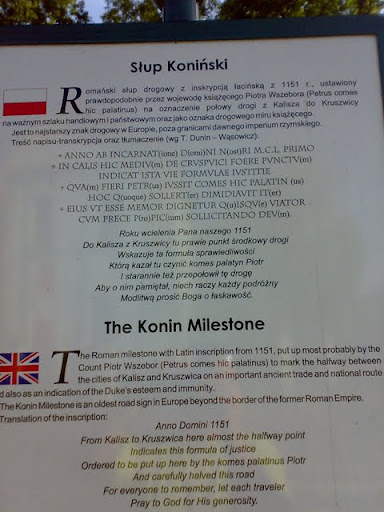 Słup Koniński
Romański słup drogowy z inskrypcją łacińską z 1151 r., ustawiony
prawdopodobnie przez wojewodę książęcego Piotra Wszebora (Petrus comes
hic palatinus) na oznaczenie połowy drogi z Kalisza do Kruszwicy
na ważnym szlaku handlowym i państwowym oraz jako oznaka drogowego miru książęcego.
Jest to najstarszy znak drogowy w Europie, poza granicami dawnego imperium rzymskiego.
Treść napisu-transkrypcja oraz tłumaczenie (wg T. Dunin – Wąsowicz):
+ ANNO AB INCARNAT(ione) D(omi)NI N(ost)RI M.C.L. PRIMO
+ IN CALIS HIC MEDIV(m) DE CRVSPVICI FOERE PVNCTV(m)
INDICAT ISTA VIE FORMVLAE IVSTITIE
+ QVA(m) FIERI PETR(us) IVSSIT COMES HIC PALATIN (us)
HOC Q(uoque) SOLLERT(er) DIMIDIAVIT IT(er)
+ EIUS VT ESSE MEMOR DIGNETUR Q(u)ISQV(e) VIATOR
CVM PRECE P(ro)PIC(ium) SOLLICITANDO DEV(m).
Roku wcielenia Pana naszego 1151
Do Kalisza z Kruszwicy tu prawie punkt środkowy drogi
Wskazuje ta formuła sprawiedliwości
Którą kazał tu czynić komes palatyn Piotr
I starannie też przepołowił tę drogę
Aby o nim pamiętał, niech raczy każdy podróżny
Modlitwą prosić Boga o łaskawość.
The Konin Milestone
The Roman milestone with Latin inscription from 1151, put up most probably by the
Count Piotr Wszebor (Petrus comes hic palatinus) to mark the halfway between
the cities of Kalisz and Kruszwica on an important ancient trade and national route
d also as an indication of the Duke's esteem and immunity.
The Konin Milestone is an oldest road sign in Europe beyond the border of the former Roman Empire.
Translation of the inscription:
Anno Domini 1151
From Kalisz to Kruszwica here almost the halfway point
Indicates this formula of justice
Ordered to be put up here by the komes palatinus Piotr
And carefully halved this road
For everyone to remember, let each traveler
Pray to God for His generosity.